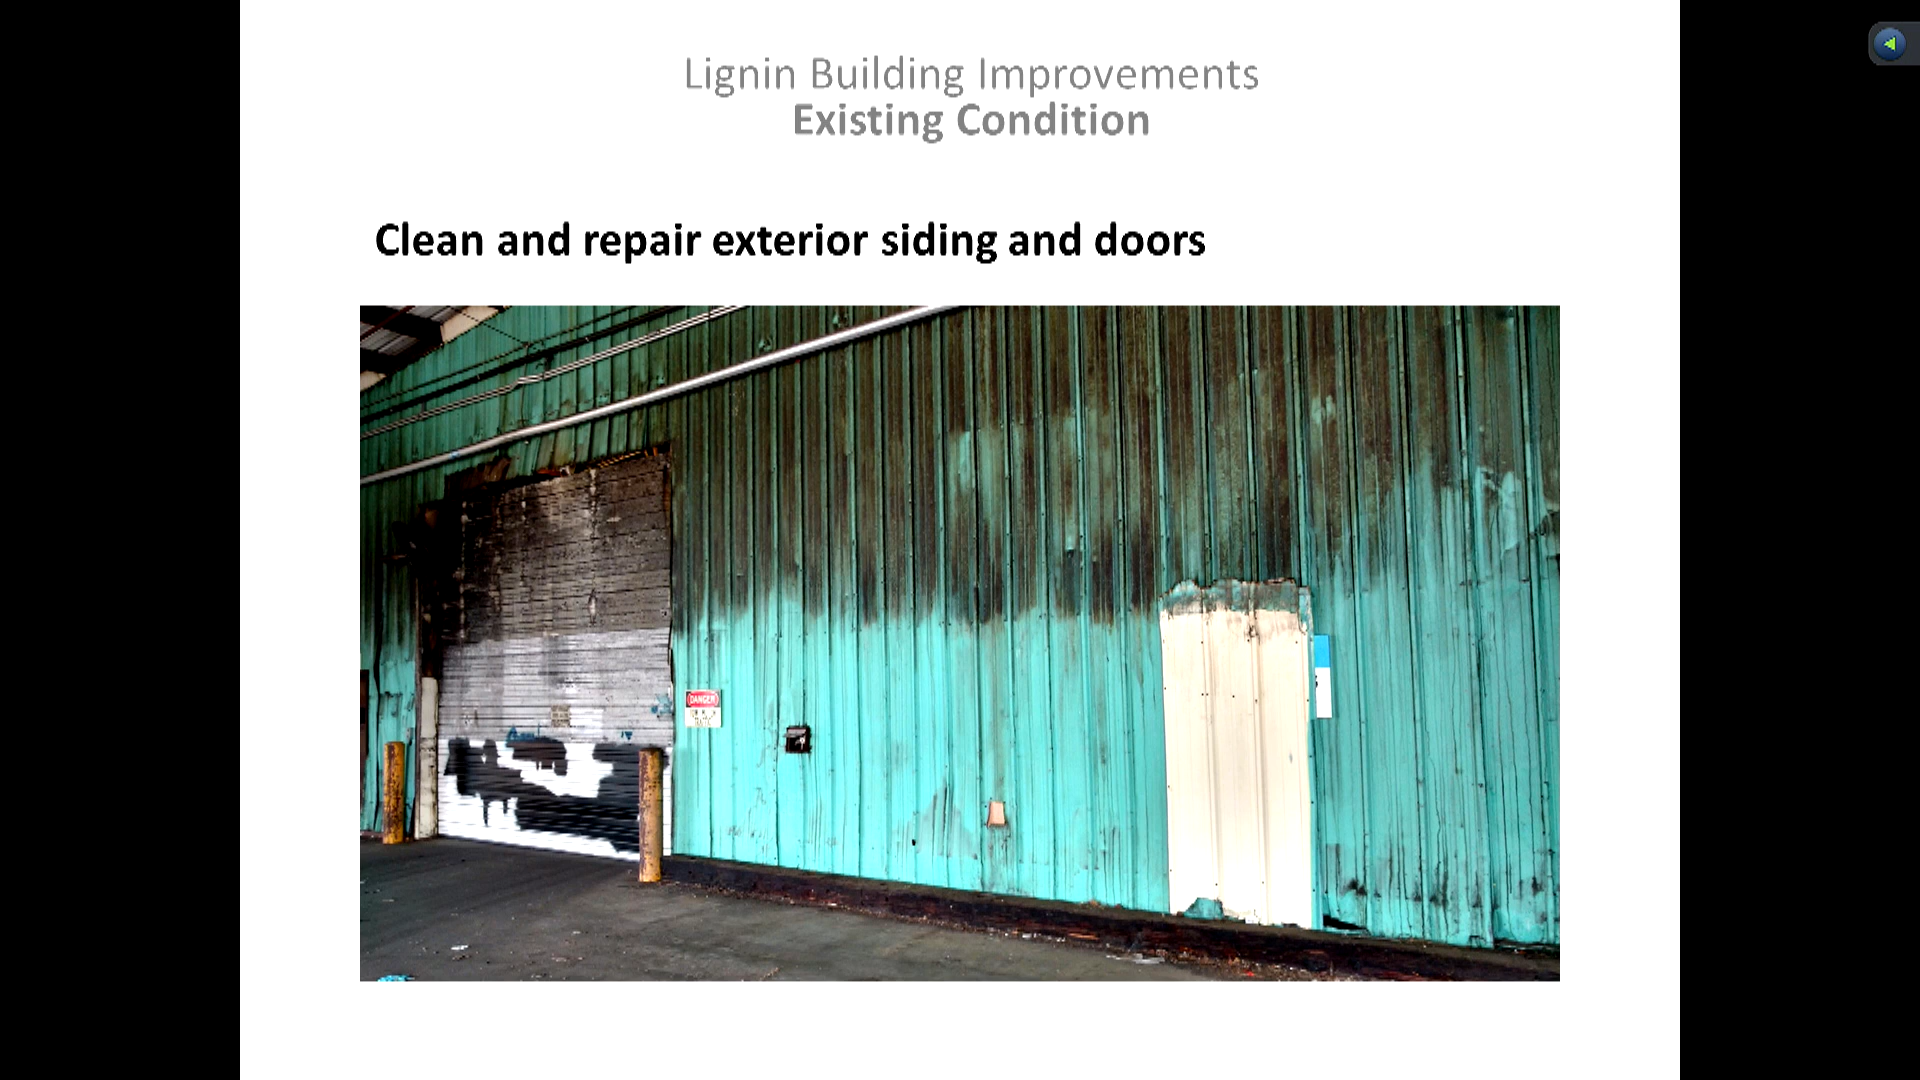 Lignin Building Improvements
Existing Condition
Clean and repair exterior siding and doors
DANGER